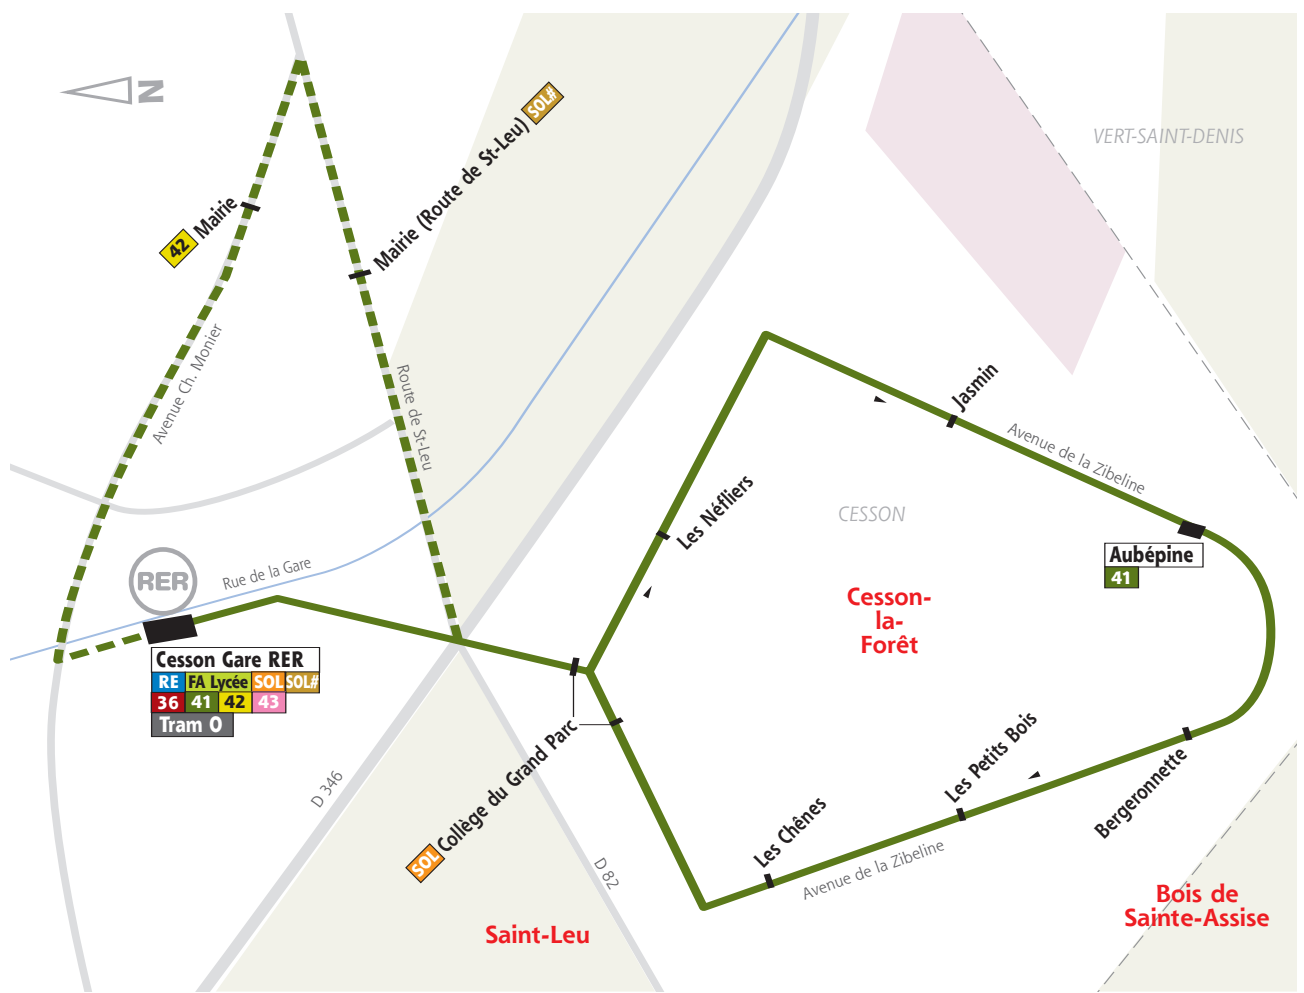 N
VERT-SAINT-DENIS
Mairie (Route de St-Leu) SOL#
42 Mairie
Avenue Ch. Monier
Route de St-Leu
Jasmin
Avenue de la Zibeline
Les Néfliers
CESSON
Aubépine
41
RER
Rue de la Gare
Cesson-
la-
Forêt
Cesson Gare RER
RE FA Lycée SOL SOL#
36 41 42 43
Tram 0
D 346
SOL Collège du Grand Parc
Les Petits Bois
Bergeronnette
Les Chênes
Avenue de la Zibeline
D 82
Saint-Leu
Bois de
Sainte-Assise